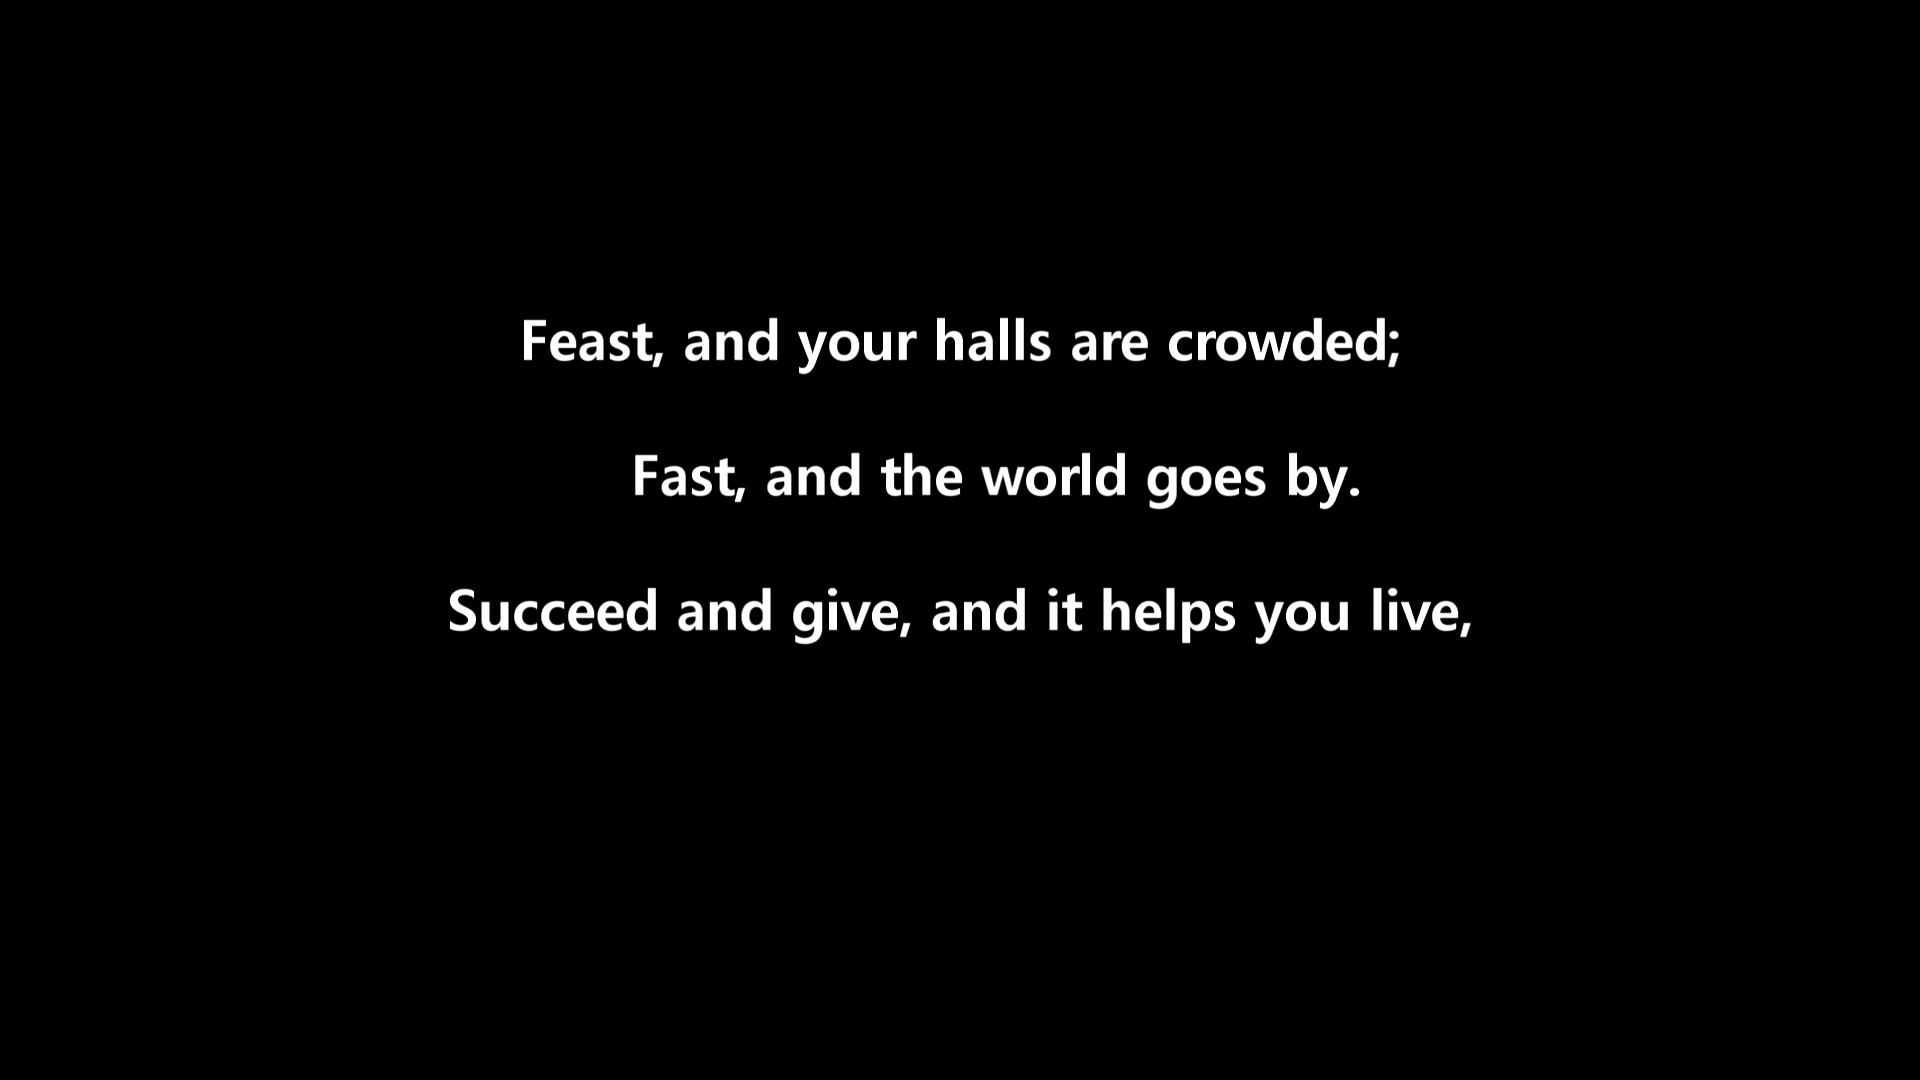 Feast, and your halls are crowded;
Fast, and the world goes by.
Succeed and give, and it helps you live,